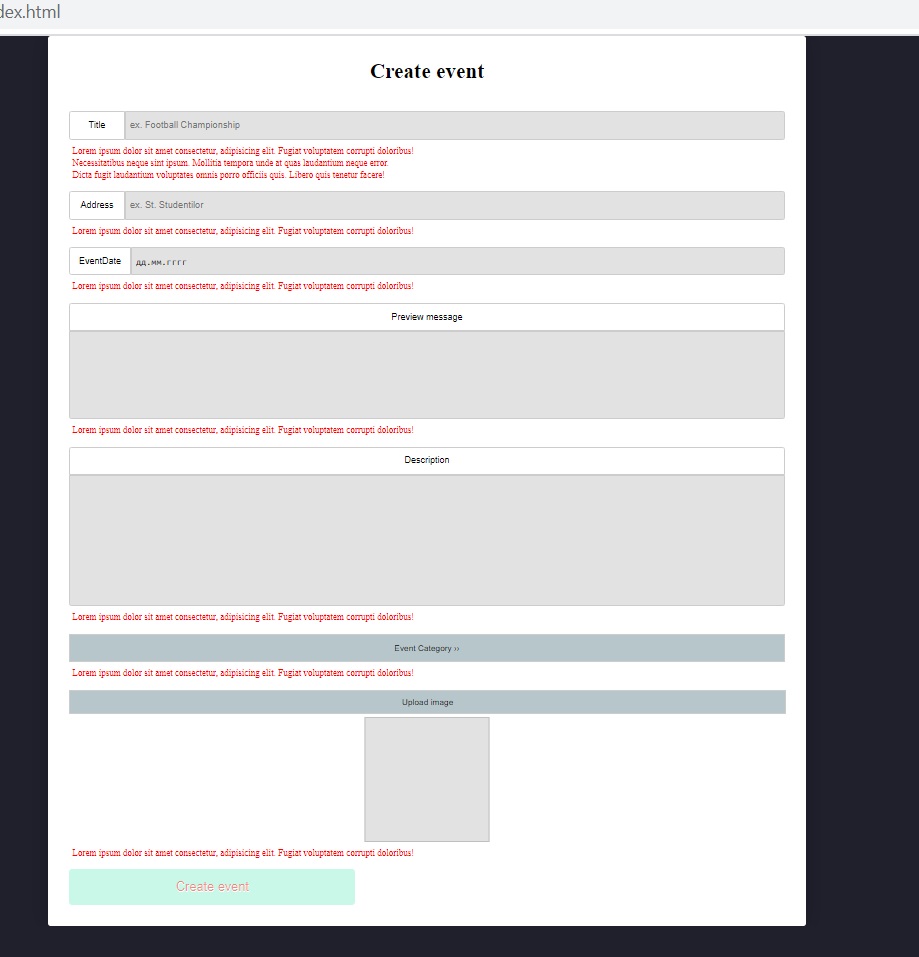 dex.html
Create event
Title
ex. Football Championship
Lorem ipsum dolor sit amet consectetur, adipisicing elit. Fugiat voluptatem corrupti doloribus!
Necessitatibus neque sint ipsum. Mollitia tempora unde at quas laudantium neque error.
Dicta fugit laudantium voluptates omnis porro officiis quis. Libero quis tenetur facere!
Address
ex. St. Studentilor
Lorem ipsum dolor sit amet consectetur, adipisicing elit. Fugiat voluptatem corrupti doloribus!
EventDate
дд.мм.гггг
Lorem ipsum dolor sit amet consectetur, adipisicing elit. Fugiat voluptatem corrupti doloribus!
Preview message
Lorem ipsum dolor sit amet consectetur, adipisicing elit. Fugiat voluptatem corrupti doloribus!
Description
Lorem ipsum dolor sit amet consectetur, adipisicing elit. Fugiat voluptatem corrupti doloribus!
Event Category ››
Lorem ipsum dolor sit amet consectetur, adipisicing elit. Fugiat voluptatem corrupti doloribus!
Upload image
Lorem ipsum dolor sit amet consectetur, adipisicing elit. Fugiat voluptatem corrupti doloribus!
Create event